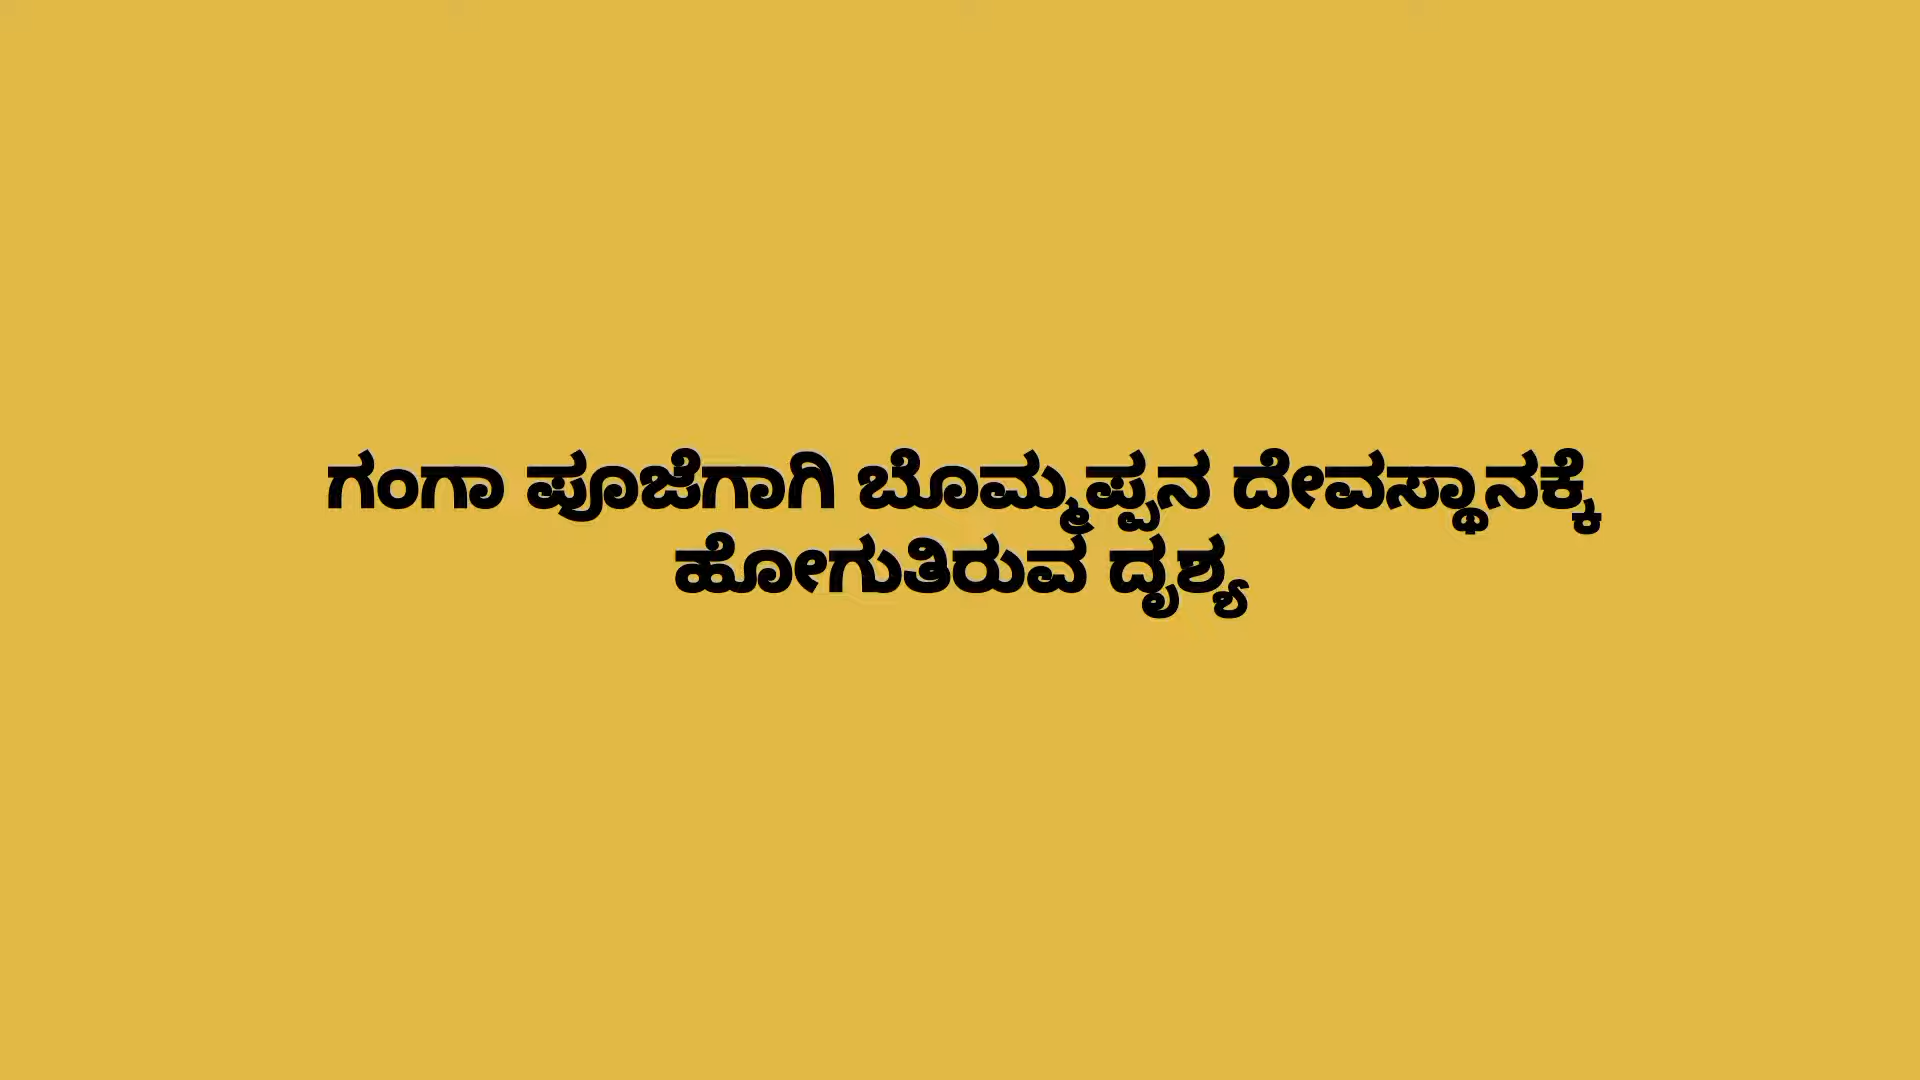 ಗಂಗಾ ಪೂಜೆಗಾಗಿ ಬೊಮ್ಮಪ್ಪನ ದೇವಸ್ಥಾನಕ್ಕೆ
ಹೋಗುತಿರುವ ದೃಶ್ಯ